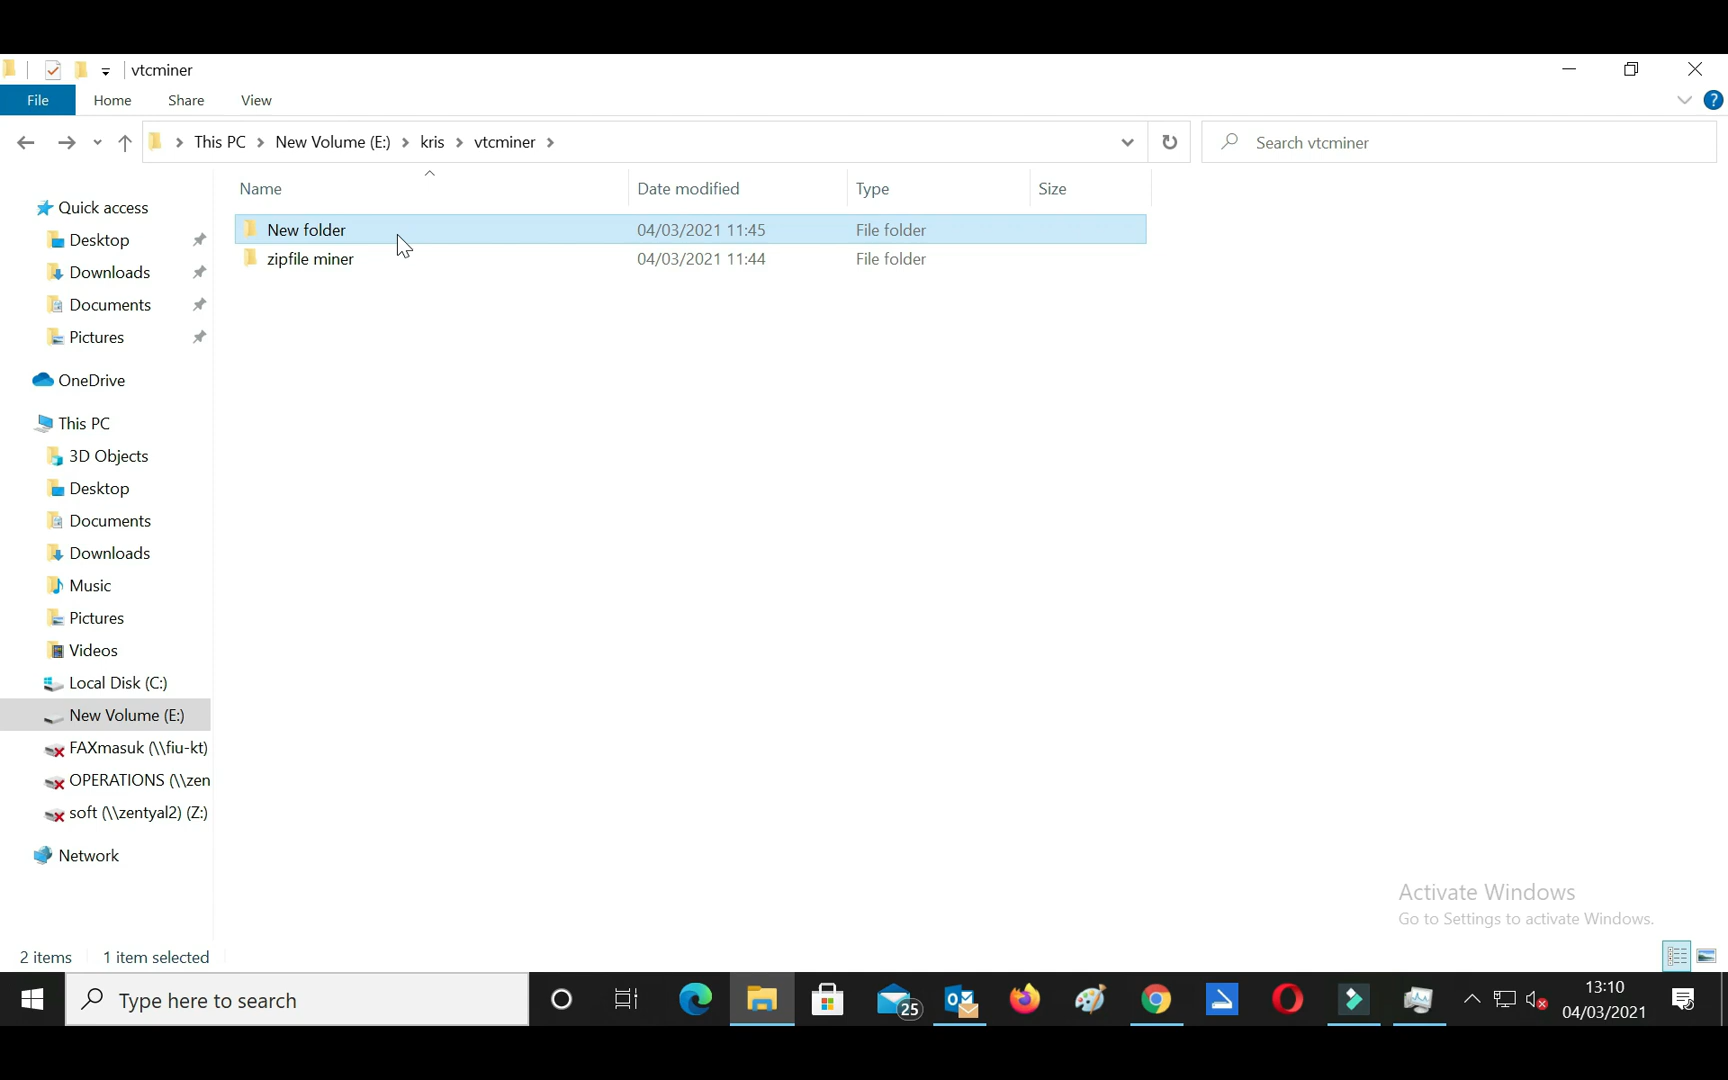 vtcminer
File Home Share View
This PC New Volume (E:) kris vtcminer Search vtcminer
Name Date modified Type Size
New folder 04/03/2021 11:45 File folder
zipfile miner 04/03/2021 11:44 File folder
Quick access
Desktop
Downloads
Documents
Pictures
OneDrive
This PC
3D Objects
Desktop
Documents
Downloads
Music
Pictures
Videos
Local Disk (C:)
New Volume (E:)
FAXmasuk (\\fiu-kt)
OPERATIONS (\\zen
soft (\\zentyal2) (Z:)
Network
Activate Windows
Go to Settings to activate Windows.
2 items 1 item selected
Type here to search 25 13:10
04/03/2021